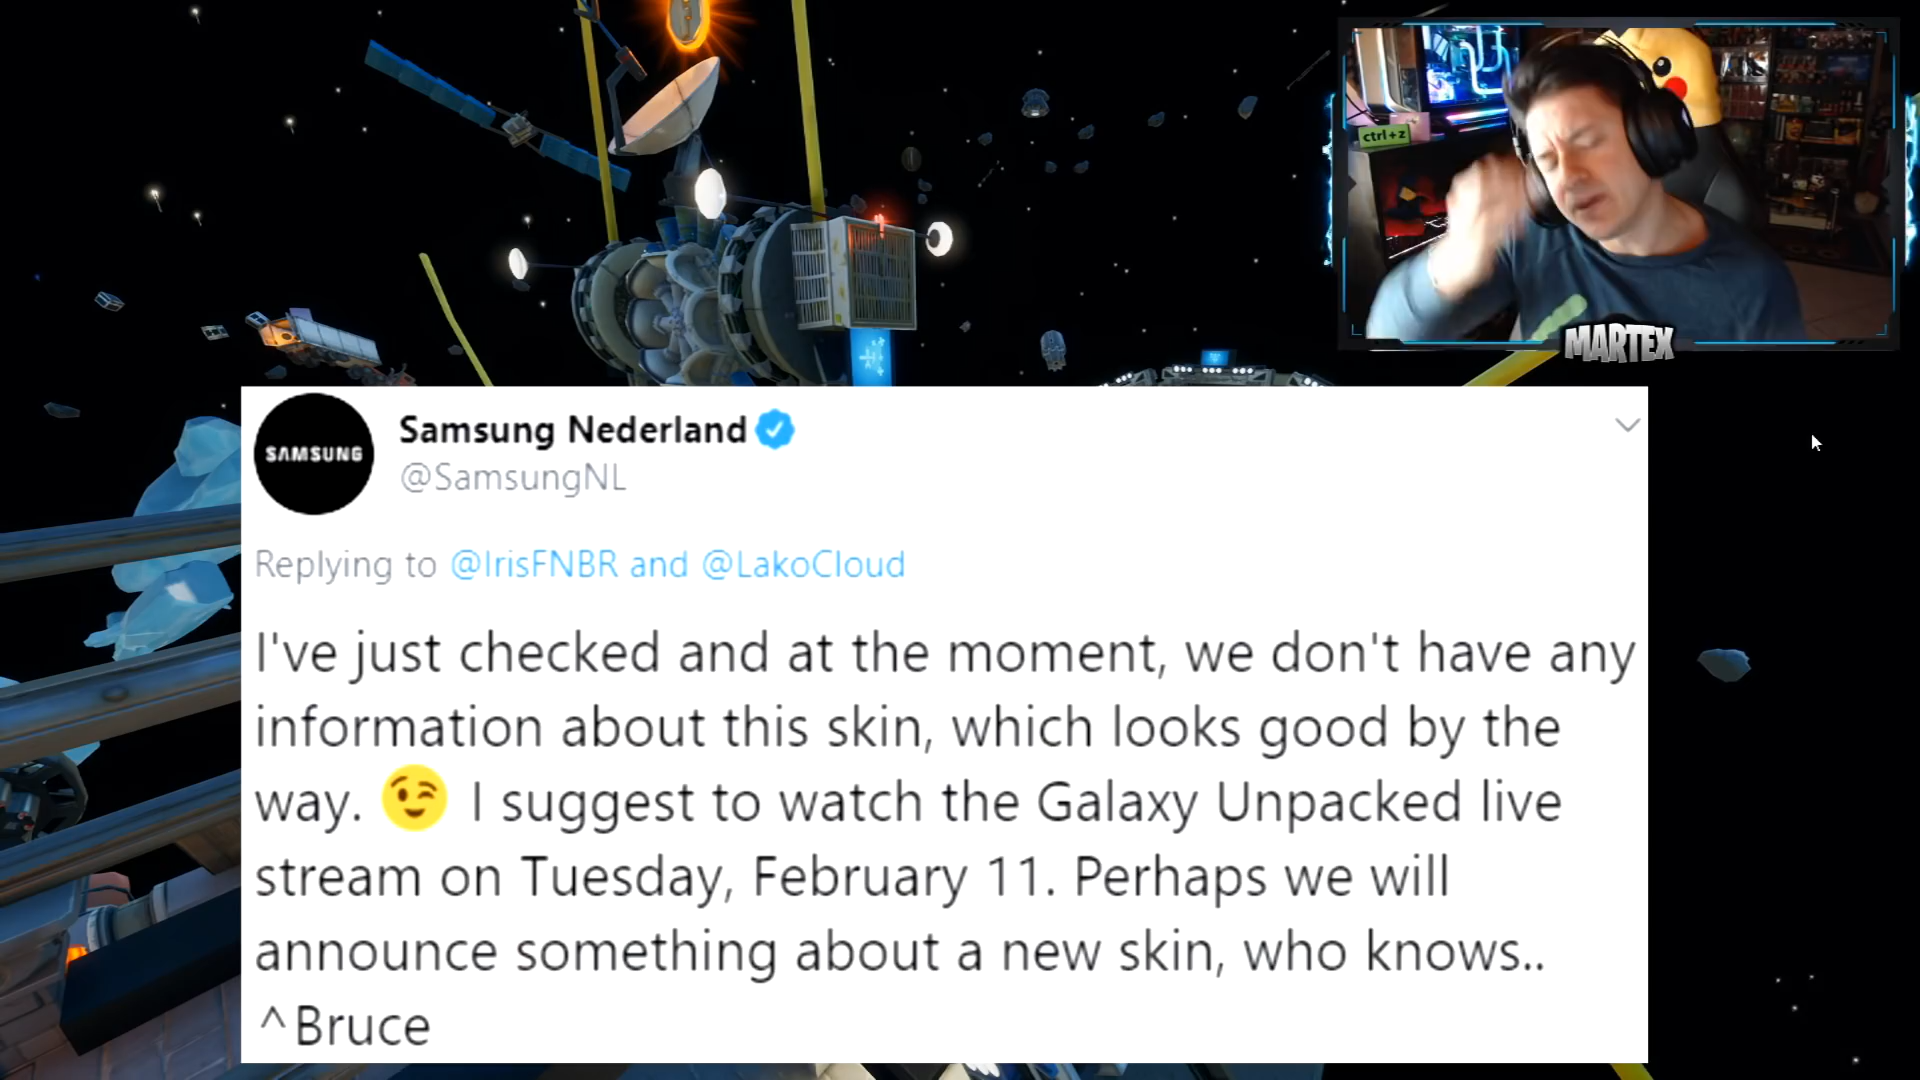 ctrl+z
MARTEX
SAMSUNG
Samsung Nederland
@SamsungNL
Replying to @IrisFNBR and @LakoCloud
I've just checked and at the moment, we don't have any
information about this skin, which looks good by the
way. 😉 I suggest to watch the Galaxy Unpacked live
stream on Tuesday, February 11. Perhaps we will
announce something about a new skin, who knows..
^Bruce